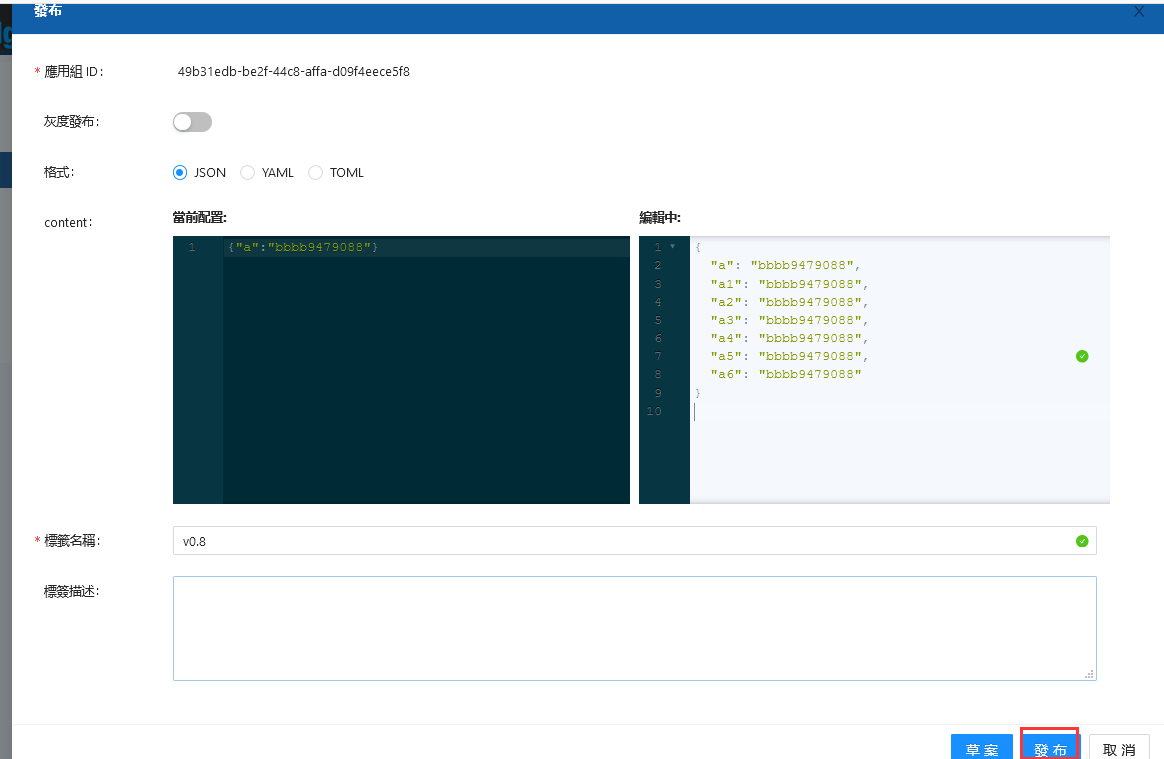 發布
* 應用組 ID: 49b31edb-be2f-44c8-affa-d09f4eece5f8
灰度發布:
格式: JSON YAML TOML
content:
當前配置:
1 {"a":"bbbb9479088"}
編輯中:
1 {
2 "a": "bbbb9479088",
3 "a1": "bbbb9479088",
4 "a2": "bbbb9479088",
5 "a3": "bbbb9479088",
6 "a4": "bbbb9479088",
7 "a5": "bbbb9479088",
8 "a6": "bbbb9479088"
9 }
10
* 標籤名稱: v0.8
標簽描述:
草案 發布 取消